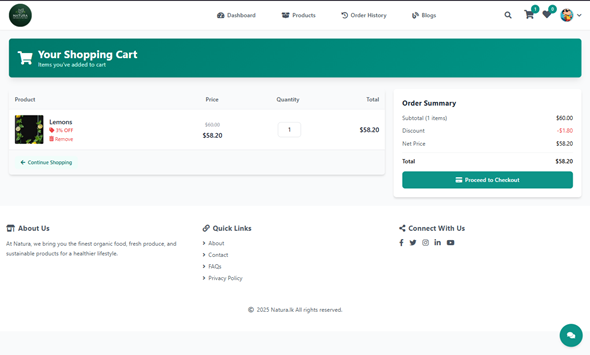 NATURA
Dashboard
Products
Order History
Blogs
1
0
Your Shopping Cart
Items you've added to cart
Product
Price
Quantity
Total
Lemons
3% OFF
Remove
$60.00
$58.20
1
$58.20
Continue Shopping
Order Summary
Subtotal (1 items)
$60.00
Discount
-$1.80
Net Price
$58.20
Total
$58.20
Proceed to Checkout
About Us
At Natura, we bring you the finest organic food, fresh produce, and
sustainable products for a healthier lifestyle.
Quick Links
About
Contact
FAQs
Privacy Policy
Connect With Us
© 2025 Natura.lk All rights reserved.